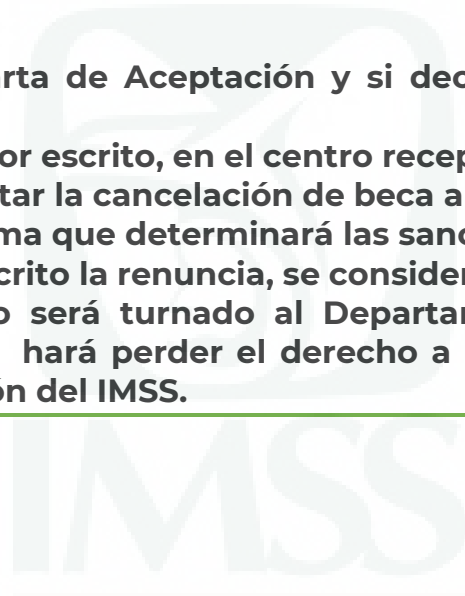 rta de Aceptación y si dec
or escrito, en el centro recep
tar la cancelación de beca a
ma que determinará las sanc
crito la renuncia, se consider
o será turnado al Departa
hará perder el derecho a
ón del IMSS.
IMSS